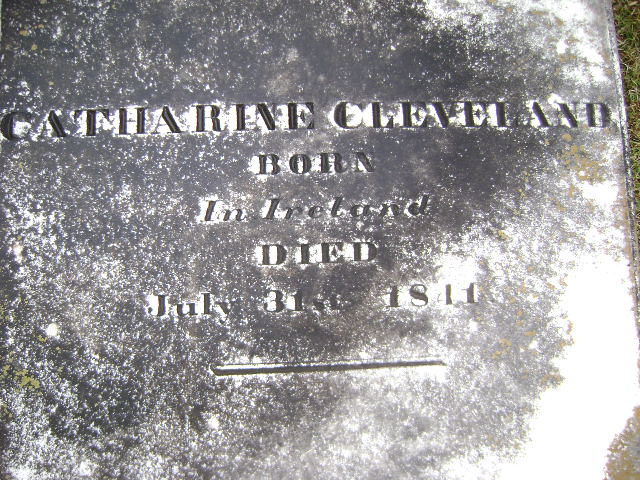 CATHARINE CLEVELAND
BORN
In Ireland
DIED
July 31st 1841